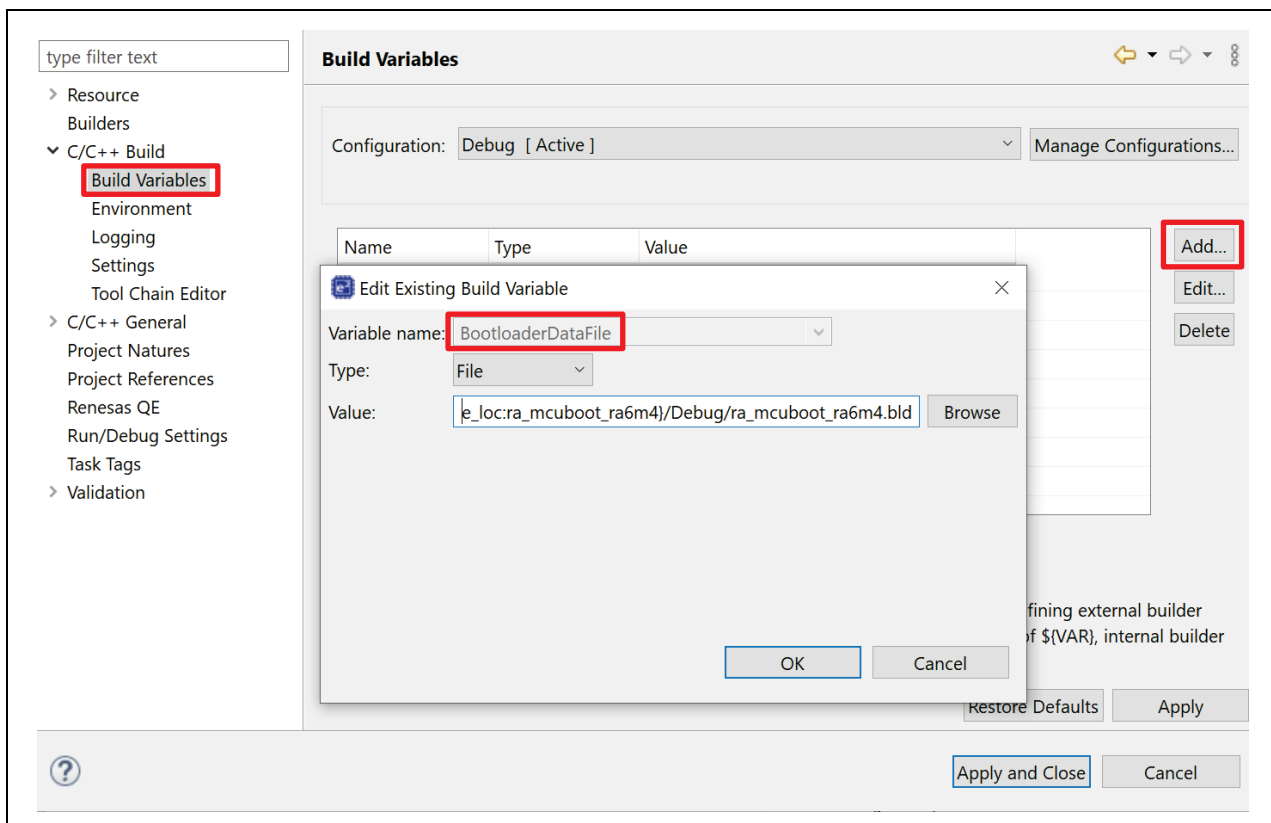 type filter text
Resource
Builders
C/C++ Build
Build Variables
Environment
Logging
Settings
Tool Chain Editor
C/C++ General
Project Natures
Project References
Renesas QE
Run/Debug Settings
Task Tags
Validation
Build Variables
Configuration: Debug [ Active ] Manage Configurations...
Name Type Value Add...
Edit...
Delete
Edit Existing Build Variable
Variable name: BootloaderDataFile
Type: File
Value: e_loc:ra_mcuboot_ra6m4}/Debug/ra_mcuboot_ra6m4.bld Browse
OK Cancel
fining external builder
of ${VAR}, internal builder
Restore Defaults Apply
Apply and Close Cancel